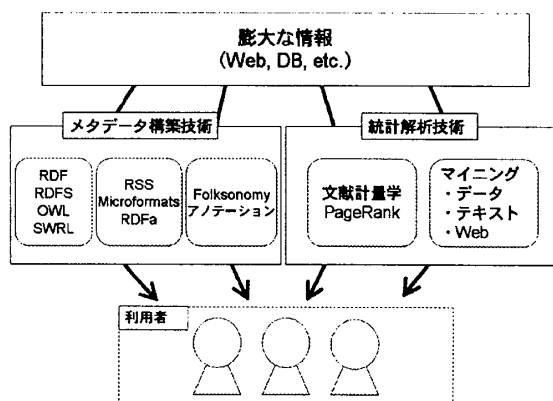 膨大な情報
(Web, DB, etc.)
メタデータ構築技術
統計解析技術
RDF
RDFS
OWL
SWRL
RSS
Microformats
RDFa
Folksonomy
アノテーション
文献計量学
PageRank
マイニング
・データ
・テキスト
・Web
利用者